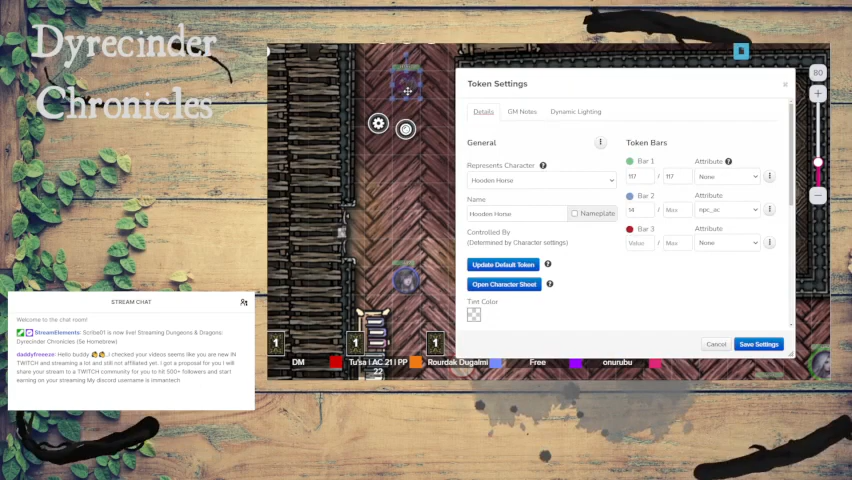 Dyrecinder
Chronicles
80
Token Settings
Details
GM Notes
Dynamic Lighting
General
Token Bars
Represents Character
Bar 1
Attribute
Hooden Horse
117 / 117
None
Name
Bar 2
Attribute
Hooden Horse
Nameplate
14 / Max
npc_ac
Controlled By
(Determined by Character settings)
Bar 3
Attribute
Value / Max
None
Update Default Token
Open Character Sheet
Tint Color
Cancel
Save Settings
STREAM CHAT
Welcome to the chat room!
StreamElements: Scribs01 is now live! Streaming Dungeons & Dragons:
Dyrecinder Chronicles (5e Homebrew)
daddyfreeze: Hello buddy, I checked your videos seems like you are new IN
TWITCH and streaming a lot and still not affiliated yet. I got a proposal for you I will
share your stream to a TWITCH community for you to hit 500+ followers and start
earning on your streaming My discord username is immantech
1
1
1
DM
Tu'sa | AC 21 | PP
22
Rourdak Dugalmi
Free
onurubu